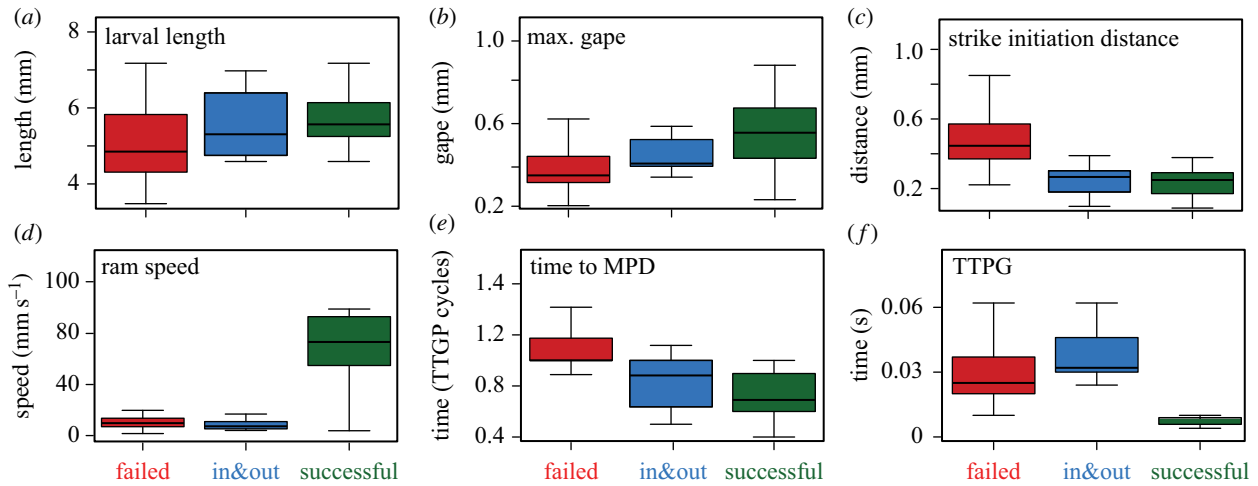 (a)
larval length
length (mm)
8
6
4
(b)
max. gape
gape (mm)
1.0
0.6
0.2
(c)
strike initiation distance
distance (mm)
1.0
0.6
0.2
(d)
ram speed
speed (mm s⁻¹)
100
80
40
0
failed in&out successful
(e)
time to MPD
time (TTGP cycles)
1.4
1.2
0.8
0.4
failed in&out successful
(f)
TTPG
time (s)
0.06
0.03
0
failed in&out successful